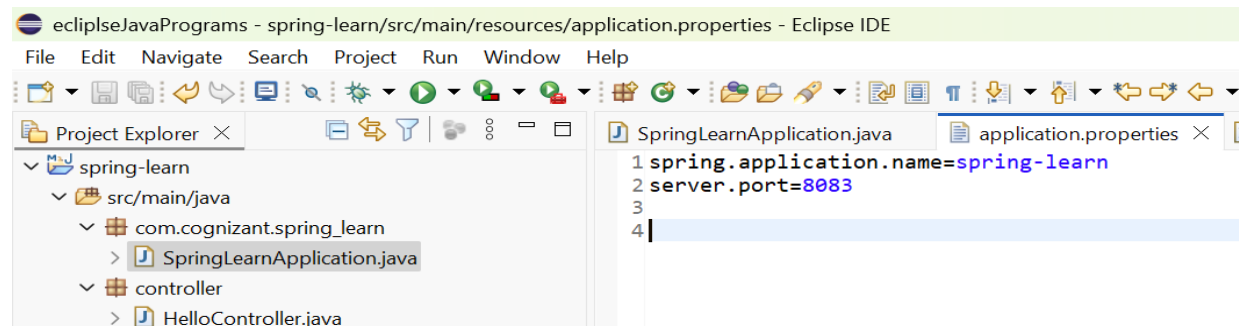 ecliplseJavaPrograms - spring-learn/src/main/resources/application.properties - Eclipse IDE
File Edit Navigate Search Project Run Window Help
Project Explorer
spring-learn
src/main/java
com.cognizant.spring_learn
SpringLearnApplication.java
controller
HelloController.java
SpringLearnApplication.java application.properties
1 spring.application.name=spring-learn
2 server.port=8083
3
4